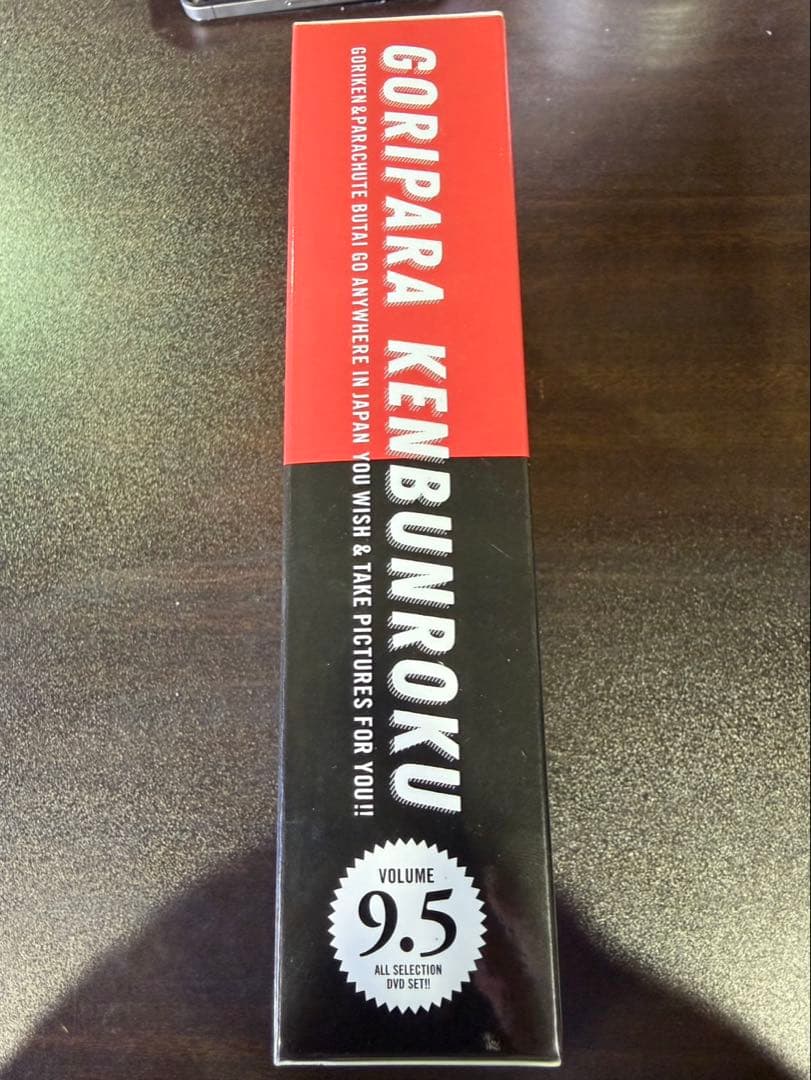 GORIPARA KENBUNROKU
GORIKEN&PARACHUTE BUTAI GO ANYWHERE IN JAPAN YOU WISH & TAKE PICTURES FOR YOU!!
VOLUME
9.5
ALL SELECTION
DVD SET!!